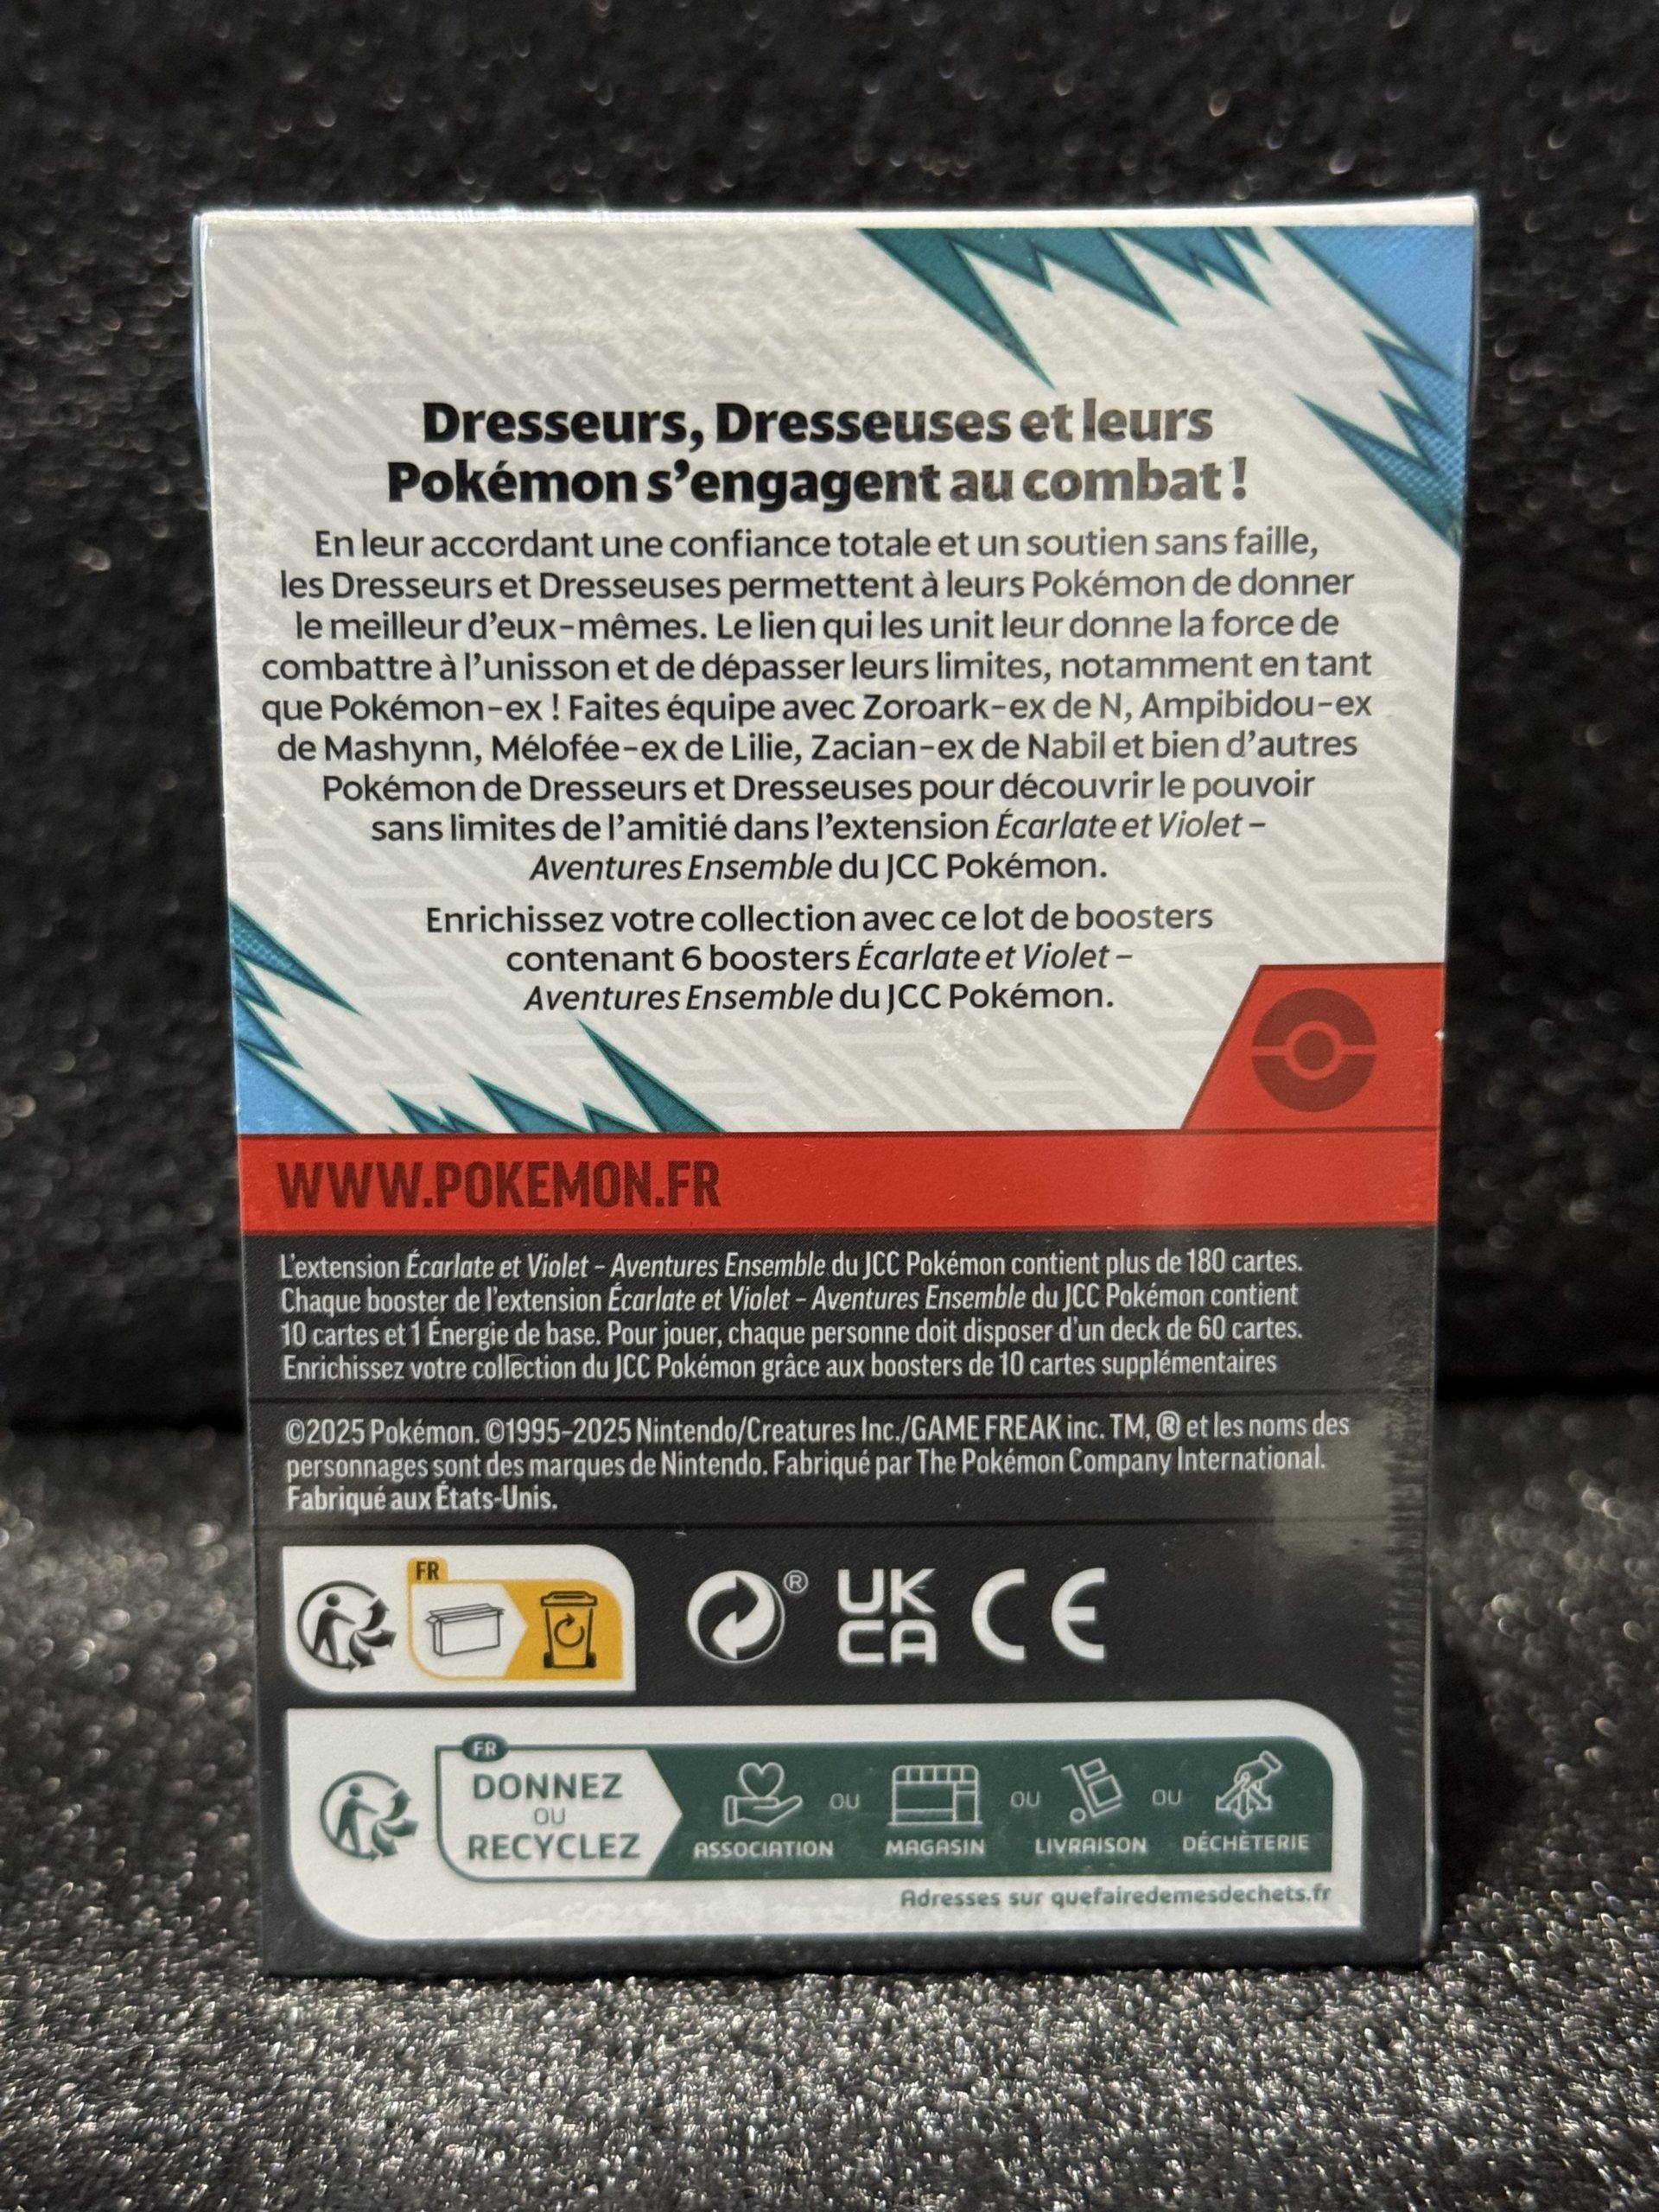 Dresseurs, Dresseuses et leurs
Pokémon s'engagent au combat !
En leur accordant une confiance totale et un soutien sans faille,
les Dresseurs et Dresseuses permettent à leurs Pokémon de donner
le meilleur d'eux-mêmes. Le lien qui les unit leur donne la force de
combattre à l'unisson et de dépasser leurs limites, notamment en tant
que Pokémon-ex ! Faites équipe avec Zoroark-ex de N, Ampibidou-ex
de Mashynn, Mélofée-ex de Lilie, Zacian-ex de Nabil et bien d'autres
Pokémon de Dresseurs et Dresseuses pour découvrir le pouvoir
sans limites de l'amitié dans l'extension Écarlate et Violet –
Aventures Ensemble du JCC Pokémon.
Enrichissez votre collection avec ce lot de boosters
contenant 6 boosters Écarlate et Violet –
Aventures Ensemble du JCC Pokémon.
WWW.POKEMON.FR
L'extension Écarlate et Violet – Aventures Ensemble du JCC Pokémon contient plus de 180 cartes.
Chaque booster de l'extension Écarlate et Violet – Aventures Ensemble du JCC Pokémon contient
10 cartes et 1 Énergie de base. Pour jouer, chaque personne doit disposer d'un deck de 60 cartes.
Enrichissez votre collection du JCC Pokémon grâce aux boosters de 10 cartes supplémentaires
©2025 Pokémon. ©1995–2025 Nintendo/Creatures Inc./GAME FREAK inc. TM, ® et les noms des
personnages sont des marques de Nintendo. Fabriqué par The Pokémon Company International.
Fabriqué aux États-Unis.
FR
®
UK
CA
CE
FR
DONNEZ
OU
RECYCLEZ
ASSOCIATION
OU
MAGASIN
OU
LIVRAISON
OU
DÉCHÈTERIE
Adresses sur quefairedemesdechets.fr